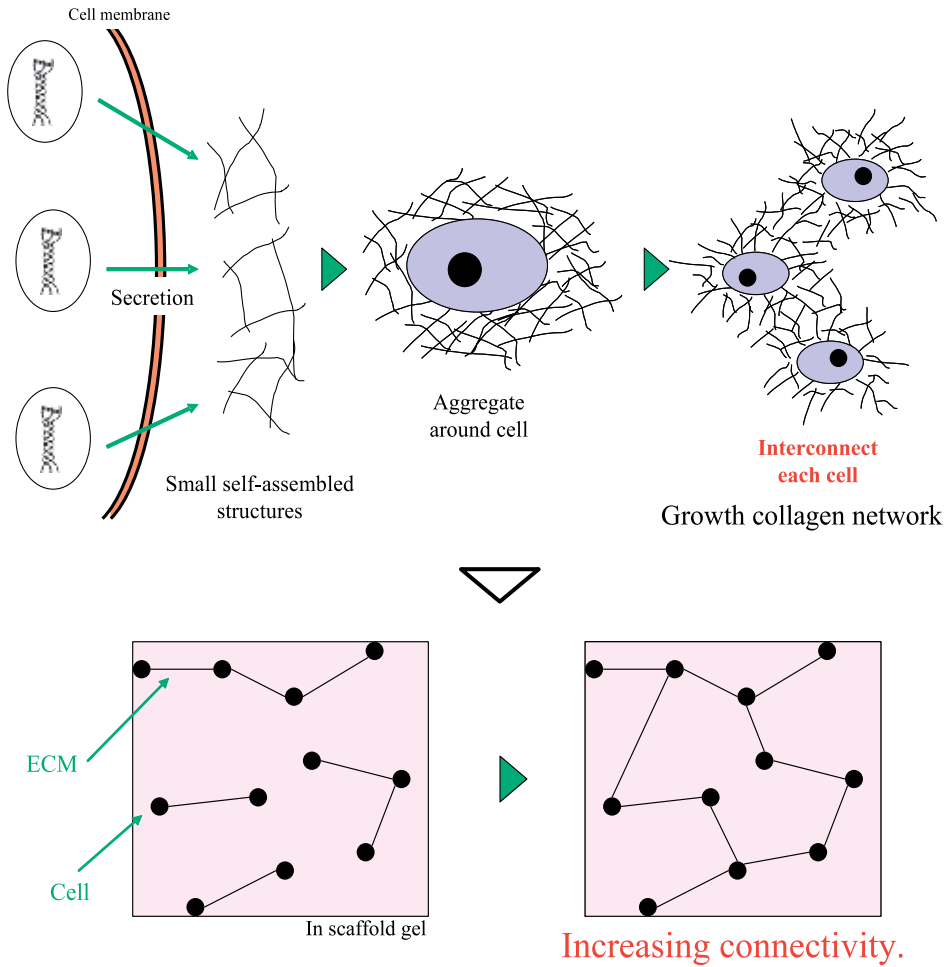 Cell membrane
Secretion
Small self-assembled
structures
Aggregate
around cell
Interconnect
each cell
Growth collagen network
ECM
Cell
In scaffold gel
Increasing connectivity.